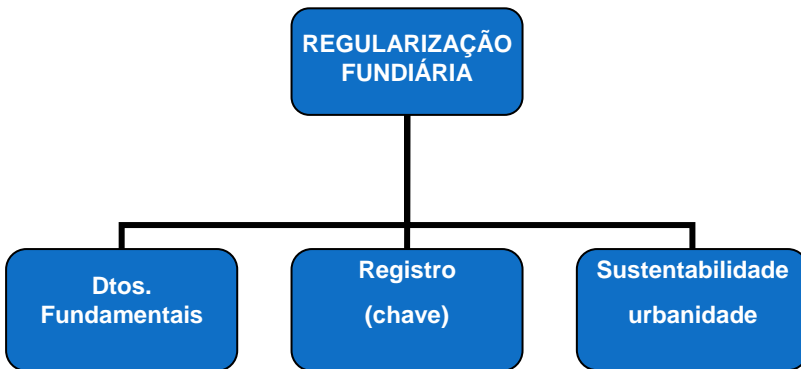 REGULARIZAÇÃO
FUNDIÁRIA
Dtos.
Fundamentais
Registro
(chave)
Sustentabilidade
urbanidade